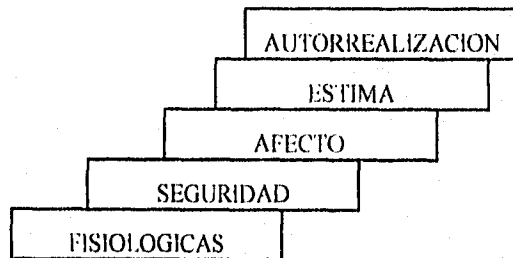 AUTORREALIZACION
ESTIMA
AFECTO
SEGURIDAD
FISIOLOGICAS